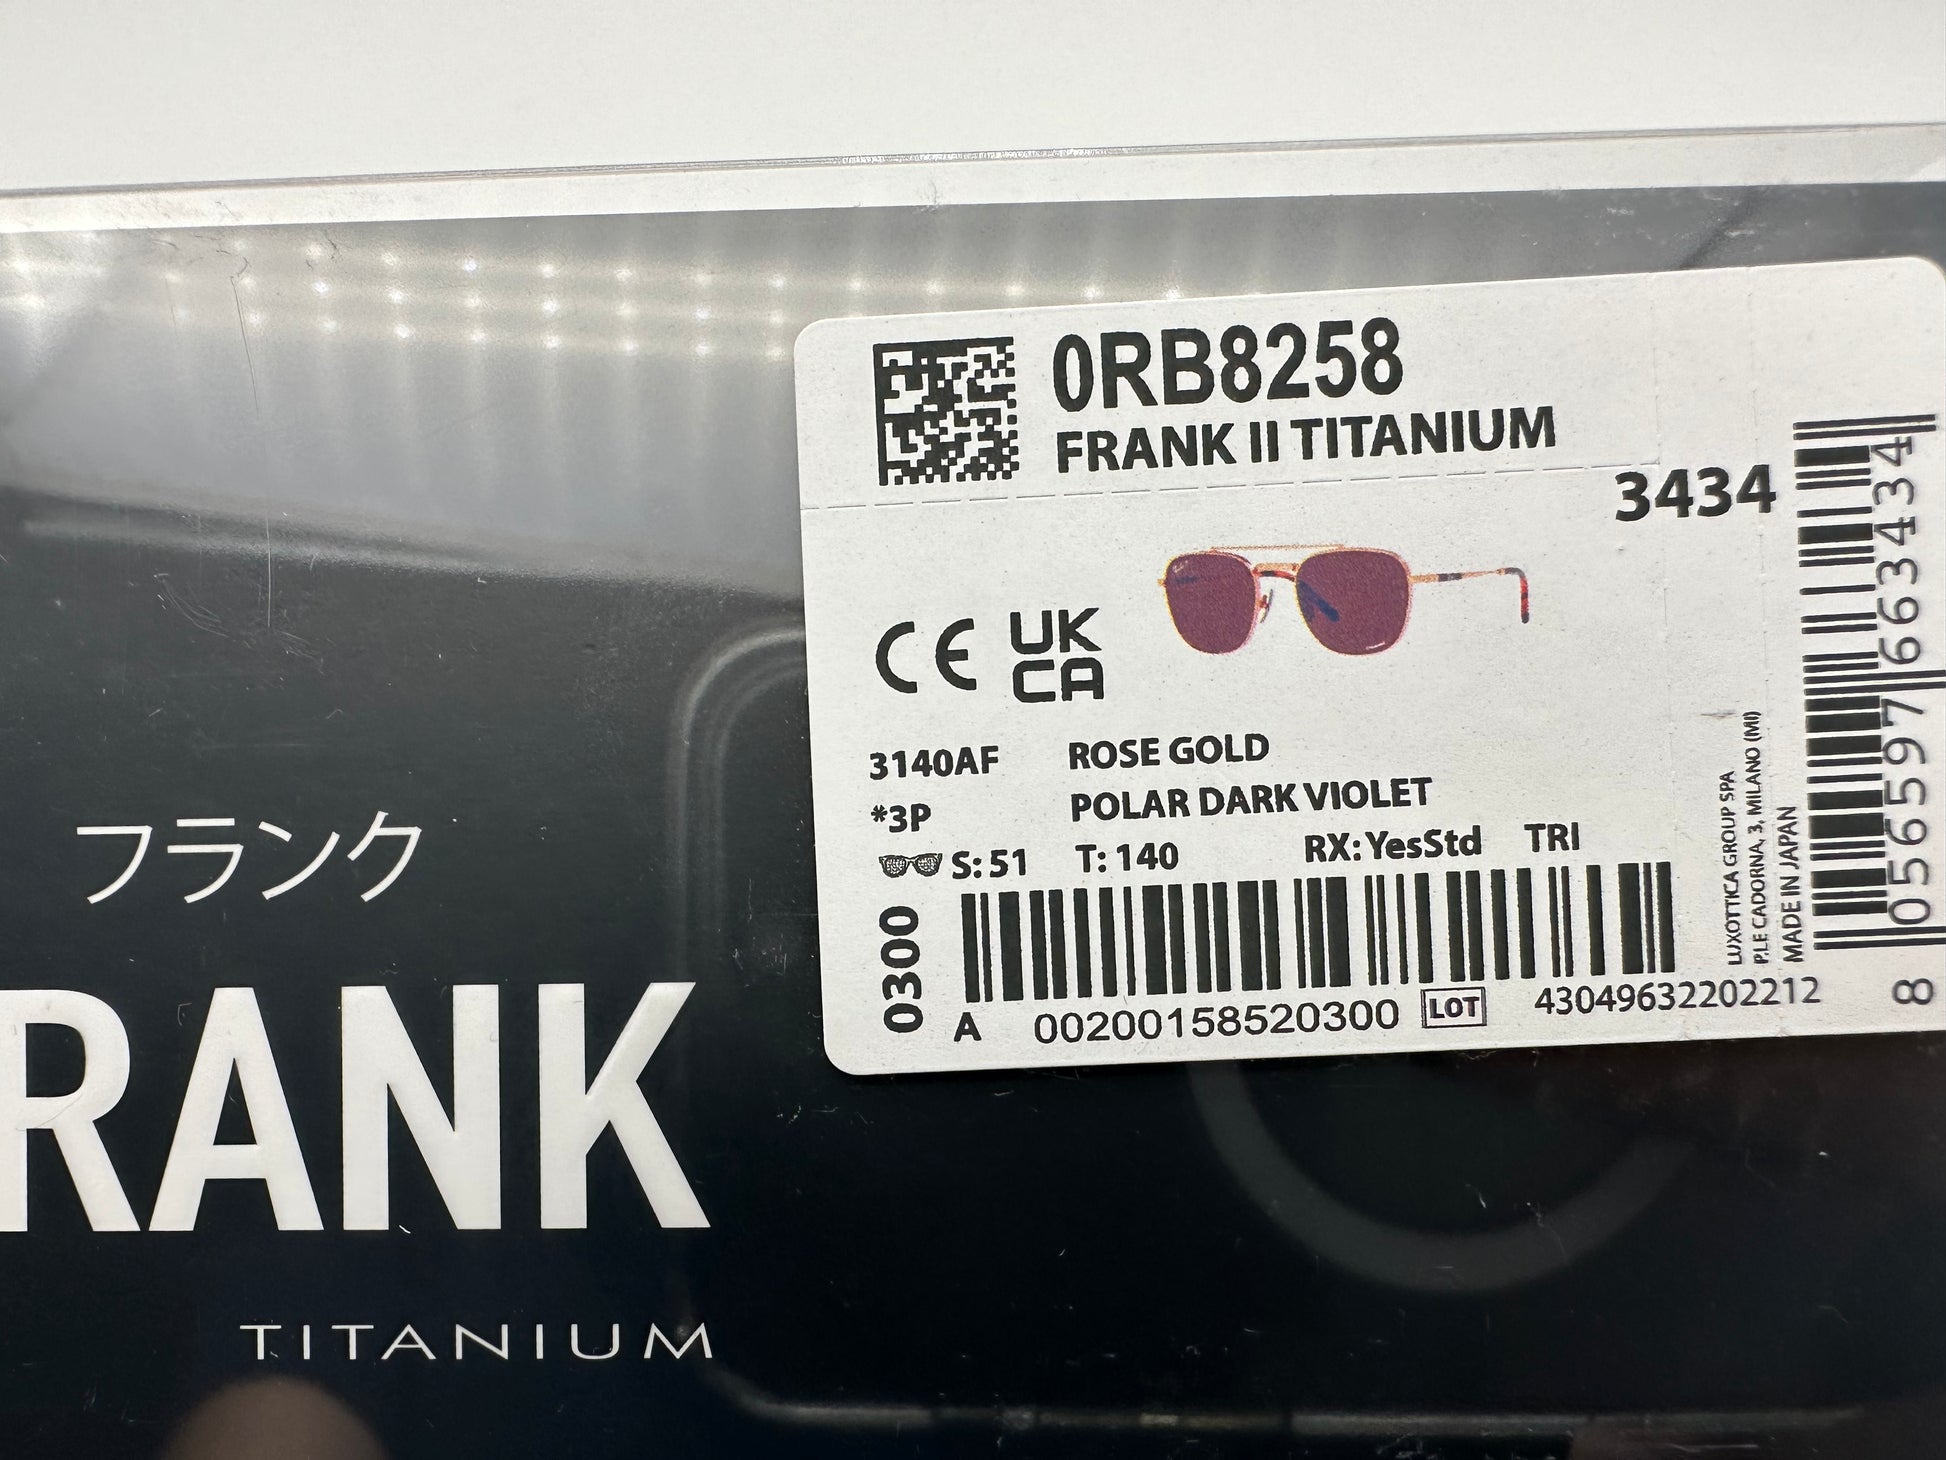 0RB8258
FRANK II TITANIUM
3434
CE UK
CA
3140AF ROSE GOLD
*3P POLAR DARK VIOLET
S: 51 T: 140 RX: YesStd TRI
0300
A 00200158520300 LOT 43049632202212
LUXOTTICA GROUP SPA
P.LE CADORNA, 3, MILANO (MI)
MADE IN JAPAN
8 056597 663434
フランク
RANK
TITANIUM